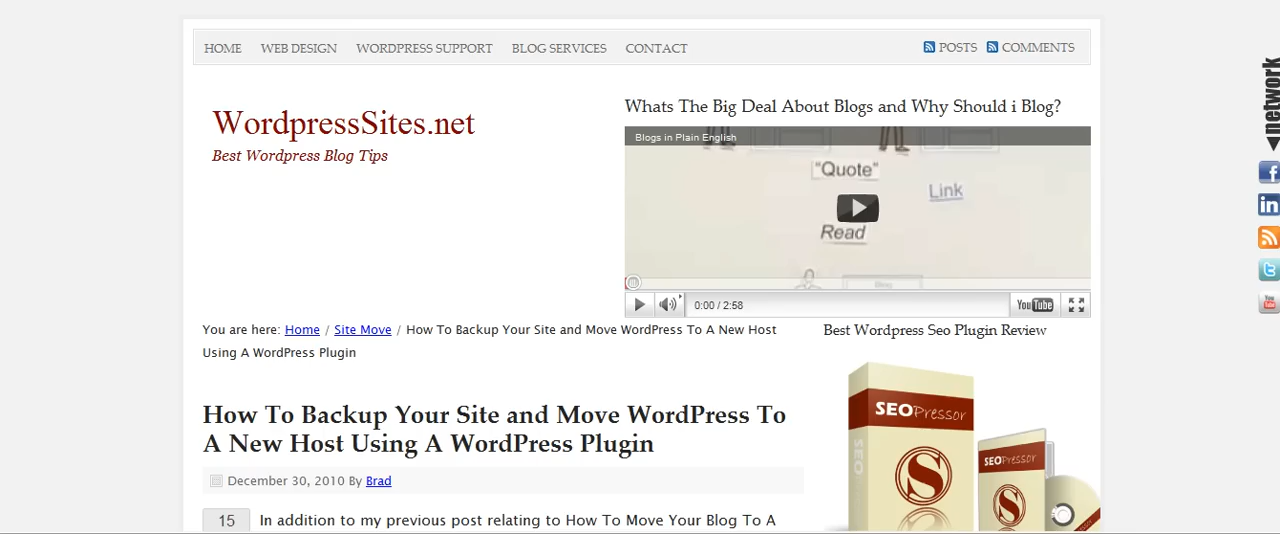 HOME WEB DESIGN WORDPRESS SUPPORT BLOG SERVICES CONTACT POSTS COMMENTS
network
WordpressSites.net
Best Wordpress Blog Tips
Whats The Big Deal About Blogs and Why Should i Blog?
Blogs in Plain English
"Quote"
Link
Read
0:00 / 2:58 YouTube
You are here: Home / Site Move / How To Backup Your Site and Move WordPress To A New Host
Using A WordPress Plugin
Best Wordpress Seo Plugin Review
How To Backup Your Site and Move WordPress To
A New Host Using A WordPress Plugin
December 30, 2010 By Brad
15
In addition to my previous post relating to How To Move Your Blog To A
SEOPressor
SEO
S
SEOPressor
S
f
in
t